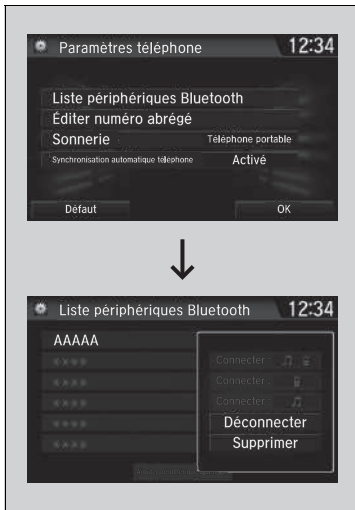 Paramètres téléphone 12:34
Liste périphériques Bluetooth
Éditer numéro abrégé
Sonnerie Téléphone portable
Synchronisation automatique téléphone Activé
Défaut OK
Liste périphériques Bluetooth 12:34
AAAAA
Connecter :
Connecter :
Connecter :
Déconnecter
Supprimer